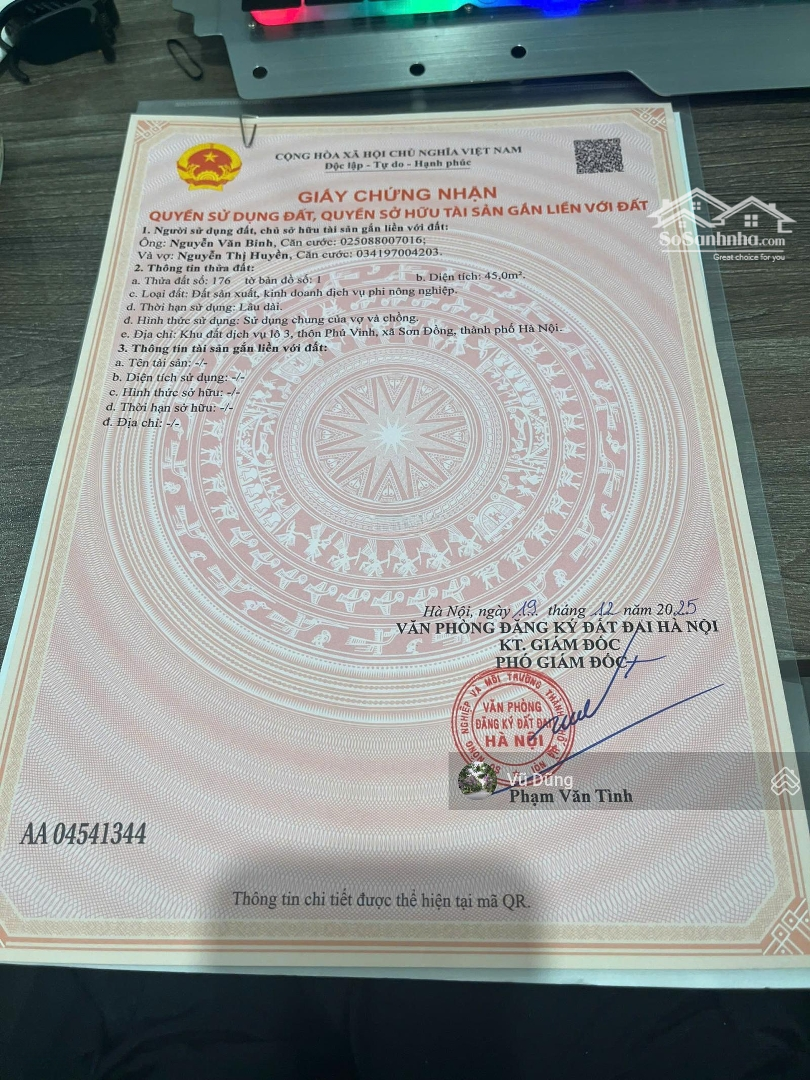 CỘNG HÒA XÃ HỘI CHỦ NGHĨA VIỆT NAM
Độc lập - Tự do - Hạnh phúc
GIẤY CHỨNG NHẬN
QUYỀN SỬ DỤNG ĐẤT, QUYỀN SỞ HỮU TÀI SẢN GẮN LIỀN VỚI ĐẤT
SoSanhnha.com
Great choice for you
1. Người sử dụng đất, chủ sở hữu tài sản gắn liền với đất:
Ông: Nguyễn Văn Bình, Căn cước: 025088007016;
Và vợ: Nguyễn Thị Huyền, Căn cước: 034197004203.
2. Thông tin thửa đất:
a. Thửa đất số: 176 tờ bản đồ số: 1 b. Diện tích: 45,0m².
c. Loại đất: Đất sản xuất, kinh doanh dịch vụ phi nông nghiệp.
d. Thời hạn sử dụng: Lâu dài.
đ. Hình thức sử dụng: Sử dụng chung của vợ và chồng.
e. Địa chỉ: Khu đất dịch vụ lô 3, thôn Phú Vinh, xã Sơn Đồng, thành phố Hà Nội.
3. Thông tin tài sản gắn liền với đất:
a. Tên tài sản: -/-
b. Diện tích sử dụng: -/-
c. Hình thức sở hữu: -/-
d. Thời hạn sở hữu: -/-
đ. Địa chỉ: -/-
Hà Nội, ngày 19 tháng 12 năm 2025
VĂN PHÒNG ĐĂNG KÝ ĐẤT ĐAI HÀ NỘI
KT. GIÁM ĐỐC
PHÓ GIÁM ĐỐC
VĂN PHÒNG
ĐĂNG KÝ ĐẤT ĐAI
HÀ NỘI
Vũ Dũng
Phạm Văn Tình
AA 04541344
Thông tin chi tiết được thể hiện tại mã QR.